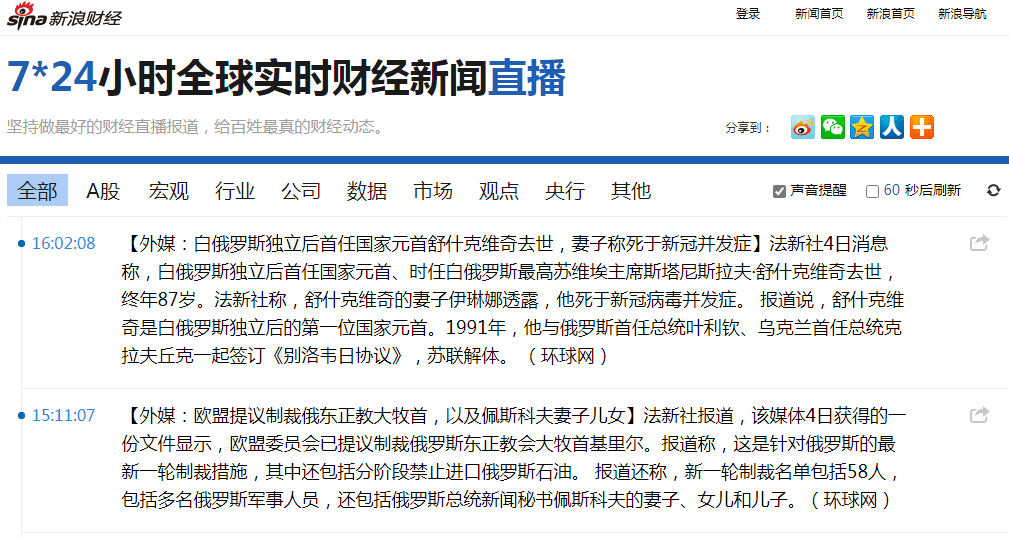 sina新浪财经
登录 新闻首页 新浪首页 新浪导航
7*24小时全球实时财经新闻直播
坚持做最好的财经直播报道，给百姓最真的财经动态。
分享到：
全部 A股 宏观 行业 公司 数据 市场 观点 央行 其他 声音提醒 60 秒后刷新
16:02:08 【外媒：白俄罗斯独立后首任国家元首舒什克维奇去世，妻子称死于新冠并发症】法新社4日消息
称，白俄罗斯独立后首任国家元首、时任白俄罗斯最高苏维埃主席斯塔尼斯拉夫·舒什克维奇去世，
终年87岁。法新社称，舒什克维奇的妻子伊琳娜透露，他死于新冠病毒并发症。 报道说，舒什克维
奇是白俄罗斯独立后的第一位国家元首。1991年，他与俄罗斯首任总统叶利钦、乌克兰首任总统克
拉夫丘克一起签订《别洛韦日协议》，苏联解体。（环球网）
15:11:07 【外媒：欧盟提议制裁俄东正教大牧首，以及佩斯科夫妻子儿女】法新社报道，该媒体4日获得的一
份文件显示，欧盟委员会已提议制裁俄罗斯东正教会大牧首基里尔。报道称，这是针对俄罗斯的最
新一轮制裁措施，其中还包括分阶段禁止进口俄罗斯石油。 报道还称，新一轮制裁名单包括58人，
包括多名俄罗斯军事人员，还包括俄罗斯总统新闻秘书佩斯科夫的妻子、女儿和儿子。（环球网）